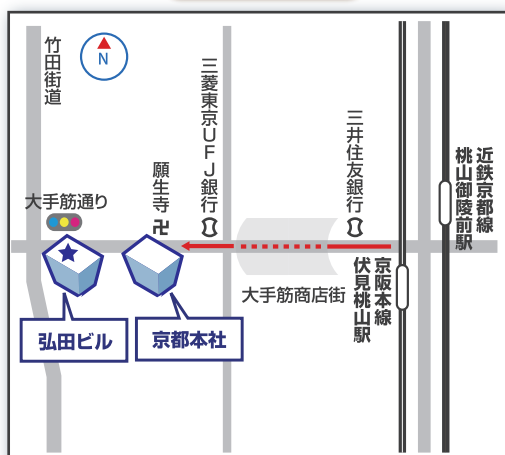 竹田街道
N
三菱東京UFJ銀行
三井住友銀行
近鉄京都線
桃山御陵前駅
願生寺
卍
大手筋通り
京阪本線
伏見桃山駅
大手筋商店街
弘田ビル
京都本社